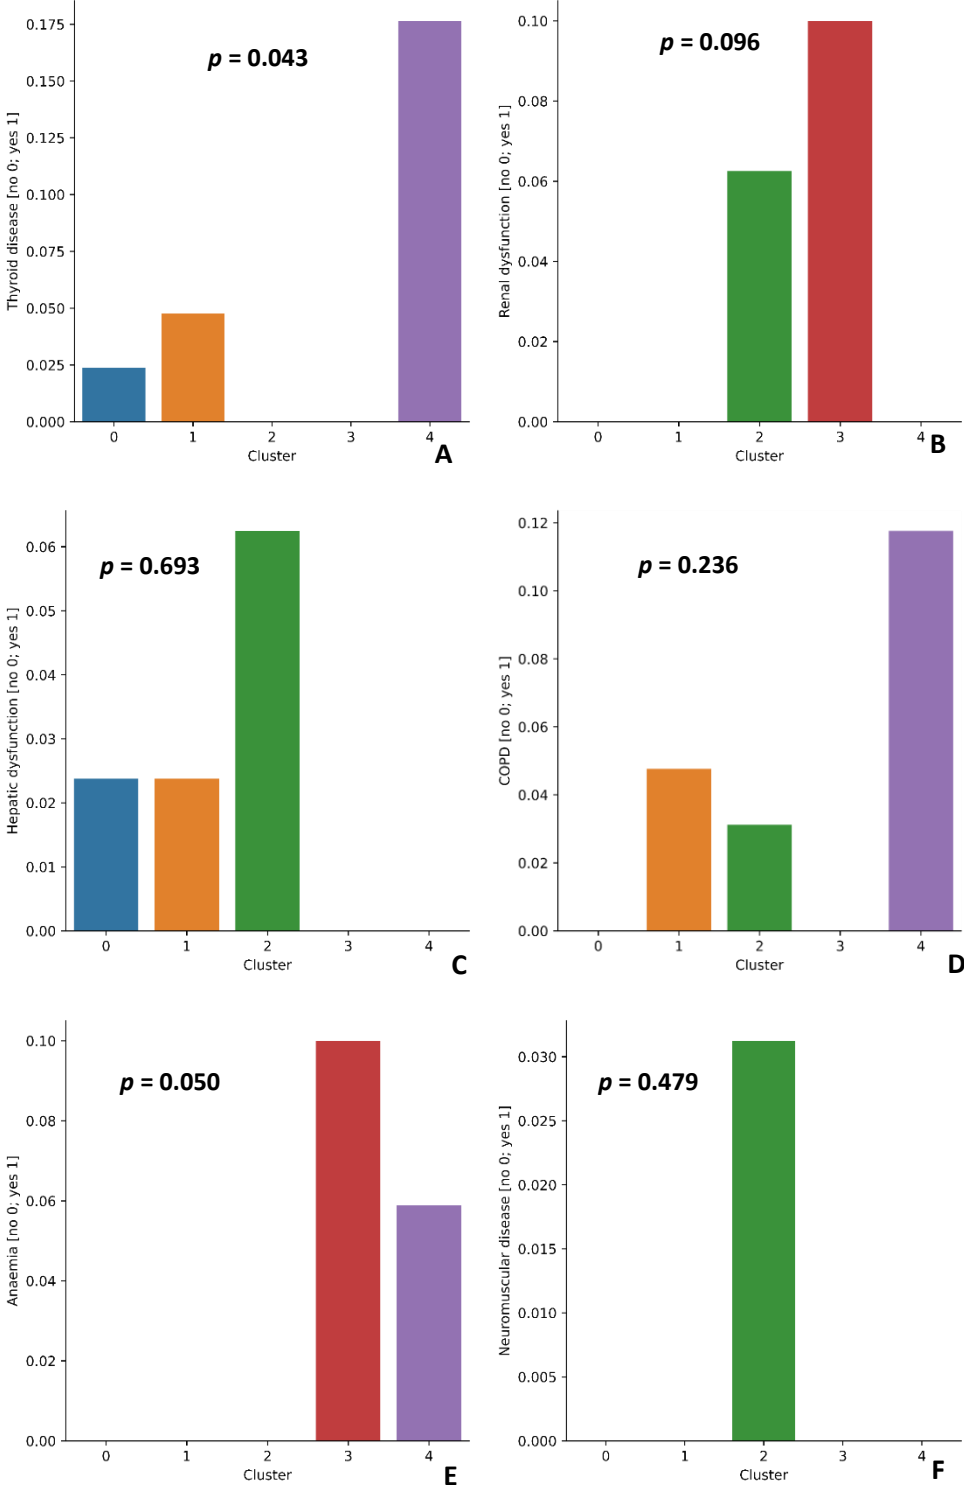 0.175
0.150
0.125
0.100
0.075
0.050
0.025
0.000
Thyroid disease [no 0; yes 1]
p = 0.043
0 1 2 3 4
Cluster
A
0.10
0.08
0.06
0.04
0.02
0.00
Renal dysfunction [no 0; yes 1]
p = 0.096
0 1 2 3 4
Cluster
B
0.06
0.05
0.04
0.03
0.02
0.01
0.00
Hepatic dysfunction [no 0; yes 1]
p = 0.693
0 1 2 3 4
Cluster
C
0.12
0.10
0.08
0.06
0.04
0.02
0.00
COPD [no 0; yes 1]
p = 0.236
0 1 2 3 4
Cluster
D
0.10
0.08
0.06
0.04
0.02
0.00
Anaemia [no 0; yes 1]
p = 0.050
0 1 2 3 4
Cluster
E
0.030
0.025
0.020
0.015
0.010
0.005
0.000
Neuromuscular disease [no 0; yes 1]
p = 0.479
0 1 2 3 4
Cluster
F